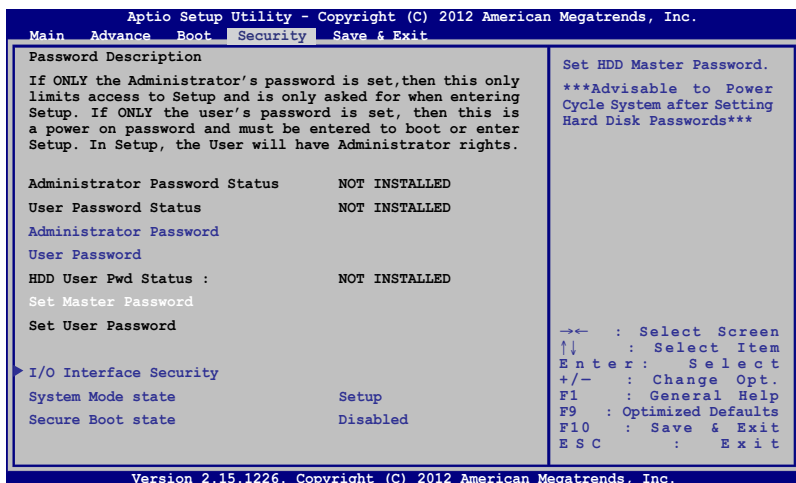 Aptio Setup Utility - Copyright (C) 2012 American Megatrends, Inc.
Main Advance Boot Security Save & Exit
Password Description
If ONLY the Administrator's password is set,then this only
limits access to Setup and is only asked for when entering
Setup. If ONLY the user's password is set, then this is
a power on password and must be entered to boot or enter
Setup. In Setup, the User will have Administrator rights.
Administrator Password Status NOT INSTALLED
User Password Status NOT INSTALLED
Administrator Password
User Password
HDD User Pwd Status : NOT INSTALLED
Set Master Password
Set User Password
I/O Interface Security
System Mode state Setup
Secure Boot state Disabled
Set HDD Master Password.
***Advisable to Power
Cycle System after Setting
Hard Disk Passwords***
→← : Select Screen
↑↓ : Select Item
Enter: Select
+/— : Change Opt.
F1 : General Help
F9 : Optimized Defaults
F10 : Save & Exit
ESC : Exit
Version 2.15.1226. Copyright (C) 2012 American Megatrends, Inc.